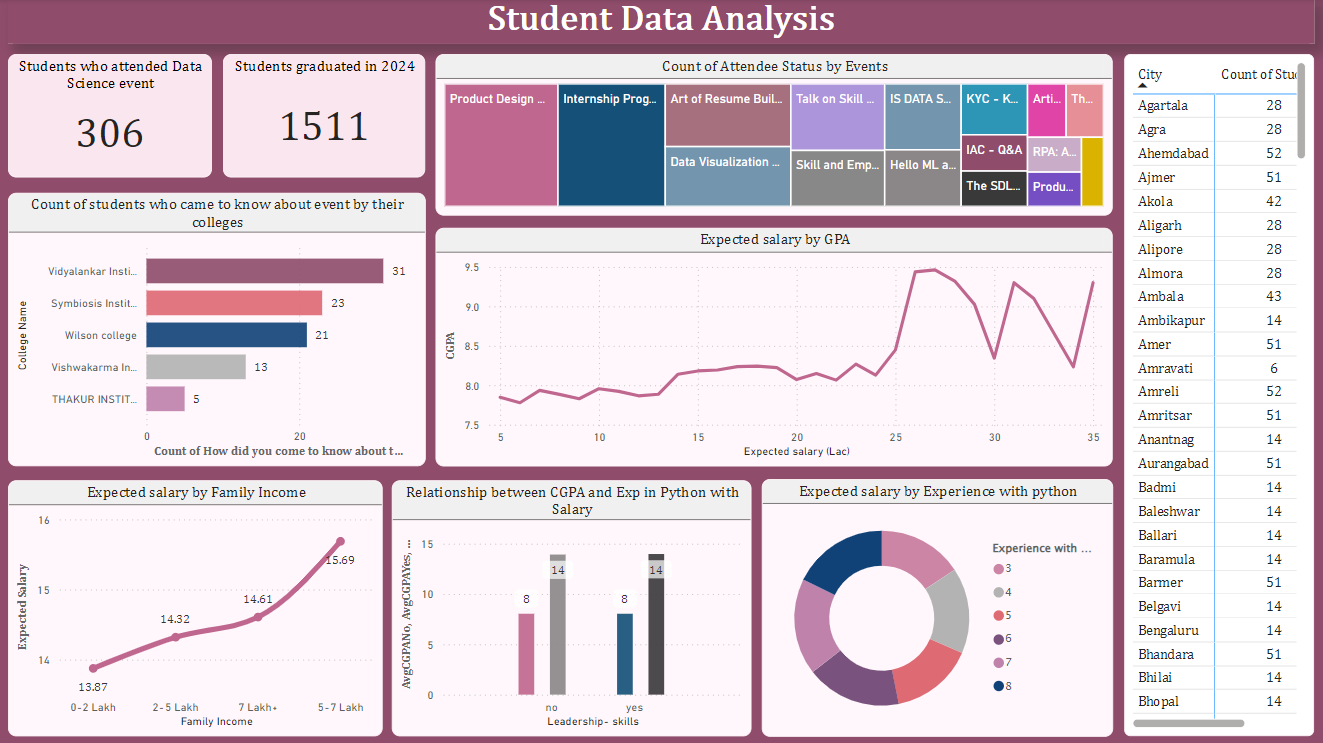 Student Data Analysis
Students who attended Data
Science event
306
Students graduated in 2024
1511
Count of Attendee Status by Events
Product Design ...
Internship Prog...
Art of Resume Buil...
Data Visualization ...
Talk on Skill ...
Skill and Emp...
IS DATA S...
Hello ML a...
KYC - K...
IAC - Q&A
The SDL...
Arti...
Th...
RPA: A...
Produ...
Count of students who came to know about event by their
colleges
College Name
Vidyalankar Insti... 31
Symbiosis Instit... 23
Wilson college 21
Vishwakarma In... 13
THAKUR INSTIT... 5
0 20
Count of How did you come to know about t...
Expected salary by GPA
CGPA
9.5
9.0
8.5
8.0
7.5
5 10 15 20 25 30 35
Expected salary (Lac)
Expected salary by Family Income
Expected Salary
16
15
14
13.87
14.32
14.61
15.69
0-2 Lakh 2-5 Lakh 7 Lakh+ 5-7 Lakh
Family Income
Relationship between CGPA and Exp in Python with
Salary
AvgCGPANo, AvgCGPAYes, ...
15
10
5
0
8 14 8 14
no yes
Leadership- skills
Expected salary by Experience with python
Experience with ...
3
4
5
6
7
8
City Count of Stud
Agartala 28
Agra 28
Ahemdabad 52
Ajmer 51
Akola 42
Aligarh 28
Alipore 28
Almora 28
Ambala 43
Ambikapur 14
Amer 51
Amravati 6
Amreli 52
Amritsar 51
Anantnag 14
Aurangabad 51
Badmi 14
Baleshwar 14
Ballari 14
Baramula 14
Barmer 51
Belgavi 14
Bengaluru 14
Bhandara 51
Bhilai 14
Bhopal 14